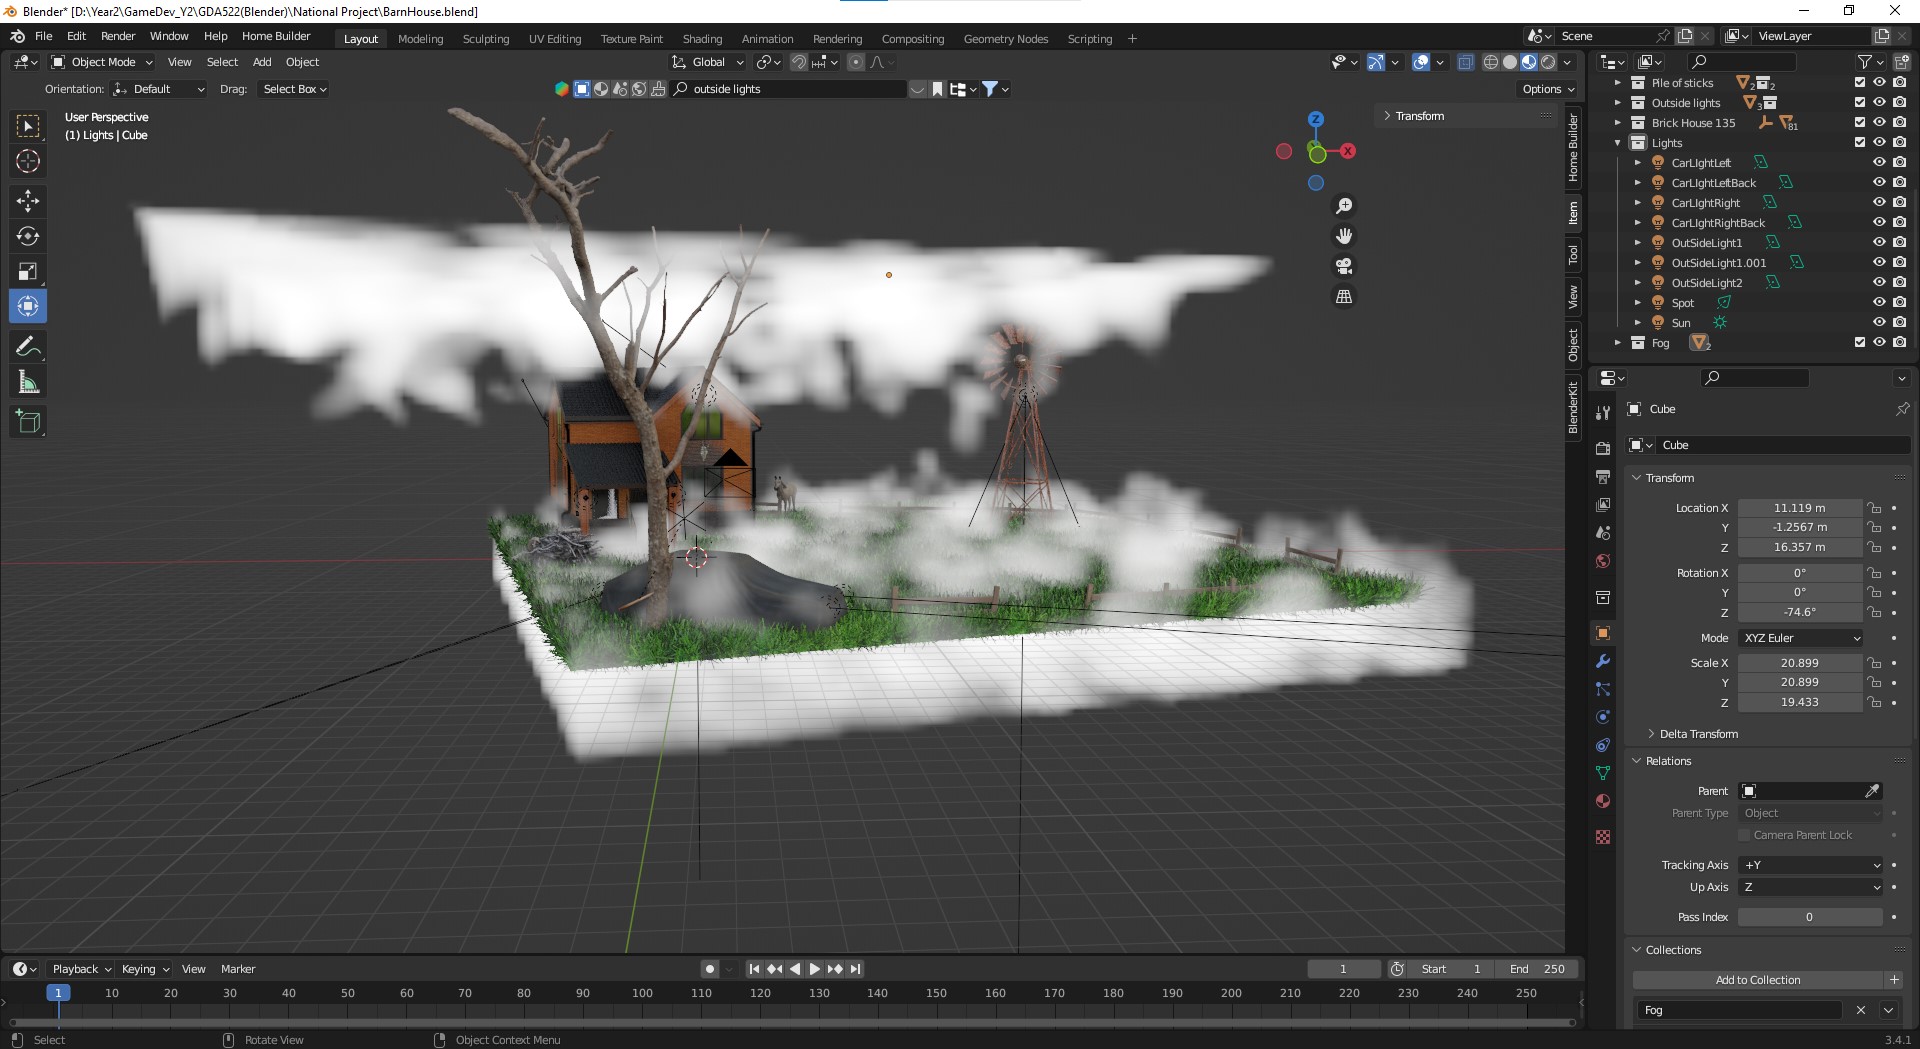 Blender* [D:\Year2\GameDev_Y2\GDA522(Blender)\National Project\BarnHouse.blend]
File Edit Render Window Help Home Builder Layout Modeling Sculpting UV Editing Texture Paint Shading Animation Rendering Compositing Geometry Nodes Scripting + Scene ViewLayer
Object Mode View Select Add Object Global
Orientation: Default Drag: Select Box outside lights Options
User Perspective
(1) Lights | Cube
Transform
Z
X
Home Builder
Item
Tool
View
Object
BlenderKit
Pile of sticks 2 2
Outside lights 3
Brick House 135 81
Lights
CarLIghtLeft
CarLIghtLeftBack
CarLIghtRight
CarLIghtRightBack
OutSideLight1
OutSideLight1.001
OutSideLight2
Spot
Sun
Fog 2
Cube
Cube
Transform
Location X 11.119 m
Y -1.2567 m
Z 16.357 m
Rotation X 0°
Y 0°
Z -74.6°
Mode XYZ Euler
Scale X 20.899
Y 20.899
Z 19.433
Delta Transform
Relations
Parent
Parent Type Object
Camera Parent Lock
Tracking Axis +Y
Up Axis Z
Pass Index 0
Collections
Add to Collection +
Fog
Playback Keying View Marker 1 Start 1 End 250
1 10 20 30 40 50 60 70 80 90 100 110 120 130 140 150 160 170 180 190 200 210 220 230 240 250
Select Rotate View Object Context Menu 3.4.1